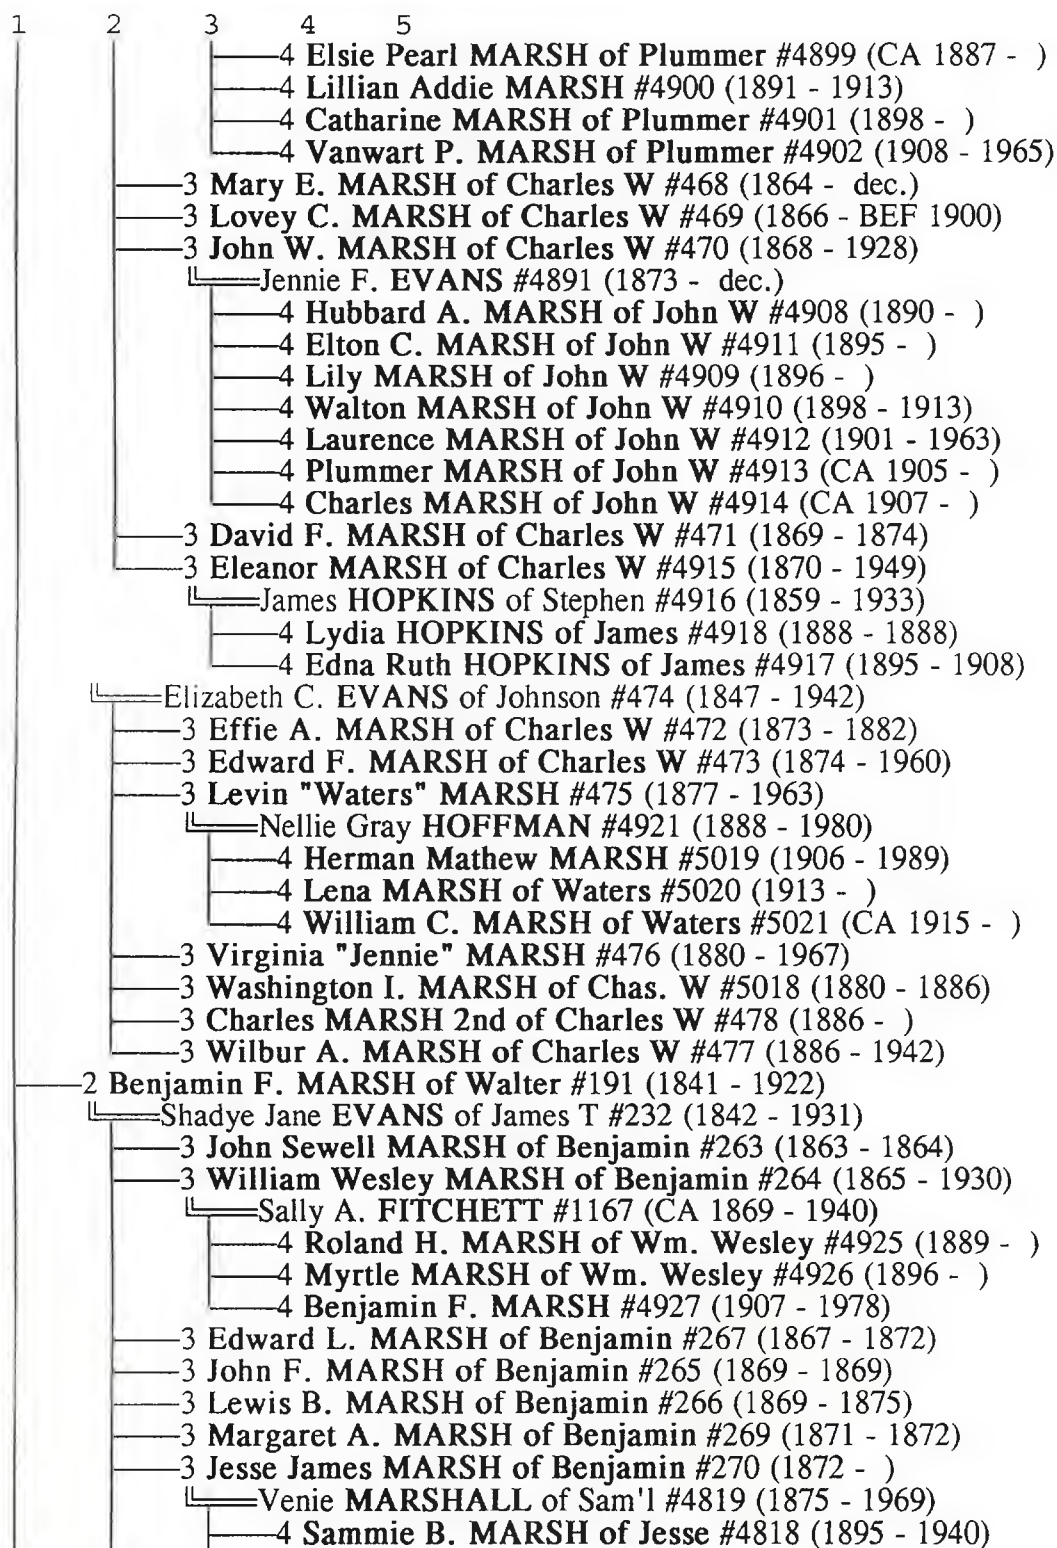 1 2 3 4 5
4 Elsie Pearl MARSH of Plummer #4899 (CA 1887 - )
4 Lillian Addie MARSH #4900 (1891 - 1913)
4 Catharine MARSH of Plummer #4901 (1898 - )
4 Vanwart P. MARSH of Plummer #4902 (1908 - 1965)
3 Mary E. MARSH of Charles W #468 (1864 - dec.)
3 Lovey C. MARSH of Charles W #469 (1866 - BEF 1900)
3 John W. MARSH of Charles W #470 (1868 - 1928)
Jennie F. EVANS #4891 (1873 - dec.)
4 Hubbard A. MARSH of John W #4908 (1890 - )
4 Elton C. MARSH of John W #4911 (1895 - )
4 Lily MARSH of John W #4909 (1896 - )
4 Walton MARSH of John W #4910 (1898 - 1913)
4 Laurence MARSH of John W #4912 (1901 - 1963)
4 Plummer MARSH of John W #4913 (CA 1905 - )
4 Charles MARSH of John W #4914 (CA 1907 - )
3 David F. MARSH of Charles W #471 (1869 - 1874)
3 Eleanor MARSH of Charles W #4915 (1870 - 1949)
James HOPKINS of Stephen #4916 (1859 - 1933)
4 Lydia HOPKINS of James #4918 (1888 - 1888)
4 Edna Ruth HOPKINS of James #4917 (1895 - 1908)
Elizabeth C. EVANS of Johnson #474 (1847 - 1942)
3 Effie A. MARSH of Charles W #472 (1873 - 1882)
3 Edward F. MARSH of Charles W #473 (1874 - 1960)
3 Levin "Waters" MARSH #475 (1877 - 1963)
Nellie Gray HOFFMAN #4921 (1888 - 1980)
4 Herman Mathew MARSH #5019 (1906 - 1989)
4 Lena MARSH of Waters #5020 (1913 - )
4 William C. MARSH of Waters #5021 (CA 1915 - )
3 Virginia "Jennie" MARSH #476 (1880 - 1967)
3 Washington I. MARSH of Chas. W #5018 (1880 - 1886)
3 Charles MARSH 2nd of Charles W #478 (1886 - )
3 Wilbur A. MARSH of Charles W #477 (1886 - 1942)
2 Benjamin F. MARSH of Walter #191 (1841 - 1922)
Shadye Jane EVANS of James T #232 (1842 - 1931)
3 John Sewell MARSH of Benjamin #263 (1863 - 1864)
3 William Wesley MARSH of Benjamin #264 (1865 - 1930)
Sally A. FITCHETT #1167 (CA 1869 - 1940)
4 Roland H. MARSH of Wm. Wesley #4925 (1889 - )
4 Myrtle MARSH of Wm. Wesley #4926 (1896 - )
4 Benjamin F. MARSH #4927 (1907 - 1978)
3 Edward L. MARSH of Benjamin #267 (1867 - 1872)
3 John F. MARSH of Benjamin #265 (1869 - 1869)
3 Lewis B. MARSH of Benjamin #266 (1869 - 1875)
3 Margaret A. MARSH of Benjamin #269 (1871 - 1872)
3 Jesse James MARSH of Benjamin #270 (1872 - )
Venie MARSHALL of Sam'l #4819 (1875 - 1969)
4 Sammie B. MARSH of Jesse #4818 (1895 - 1940)